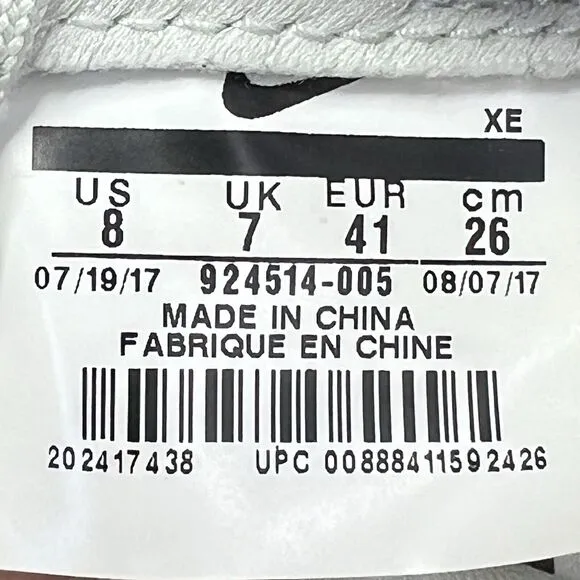 XE
US UK EUR cm
8 7 41 26
07/19/17 924514-005 08/07/17
MADE IN CHINA
FABRIQUE EN CHINE
202417438 UPC 00888411592426